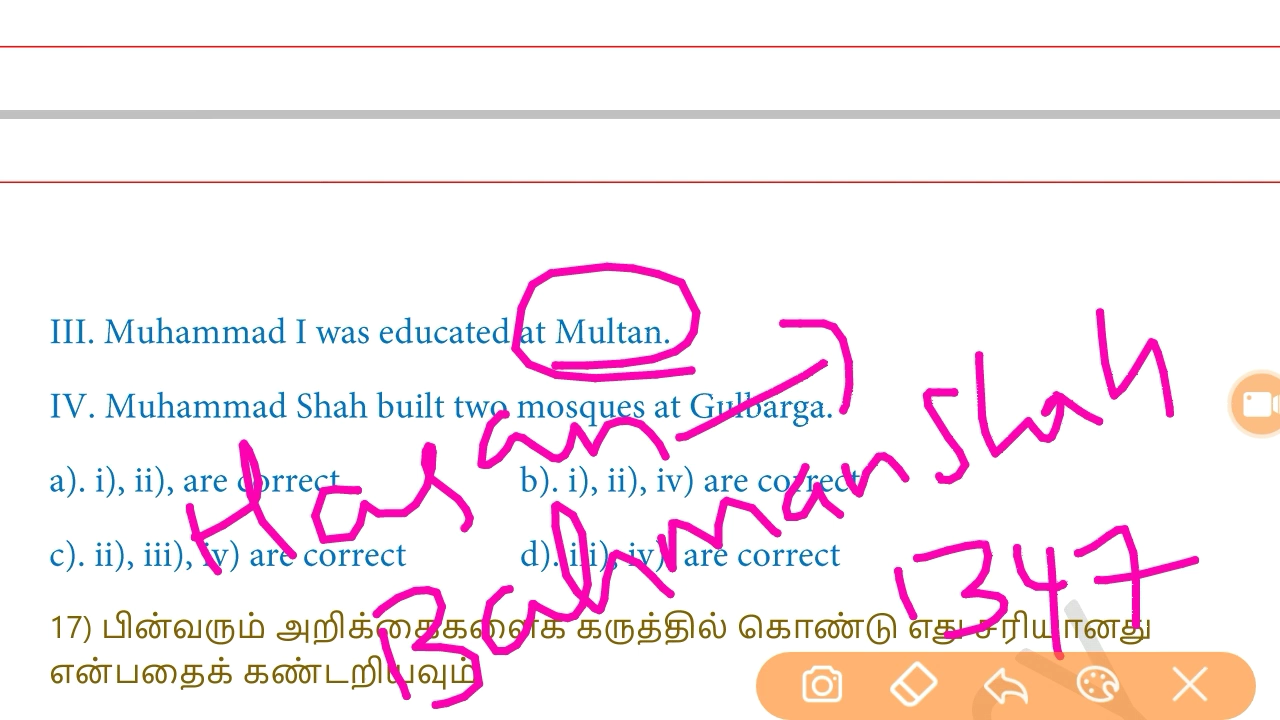 III. Muhammad I was educated at Multan.
IV. Muhammad Shah built two mosques at Gulbarga.
a). i), ii), are correct b). i), ii), iv) are correct
c). ii), iii), iv) are correct d). iii), iv) are correct
Hasan
Bahman Shah
1347
17) பின்வரும் அறிக்கைகளைக் கருத்தில் கொண்டு எது சரியானது
என்பதைக் கண்டறியவும்